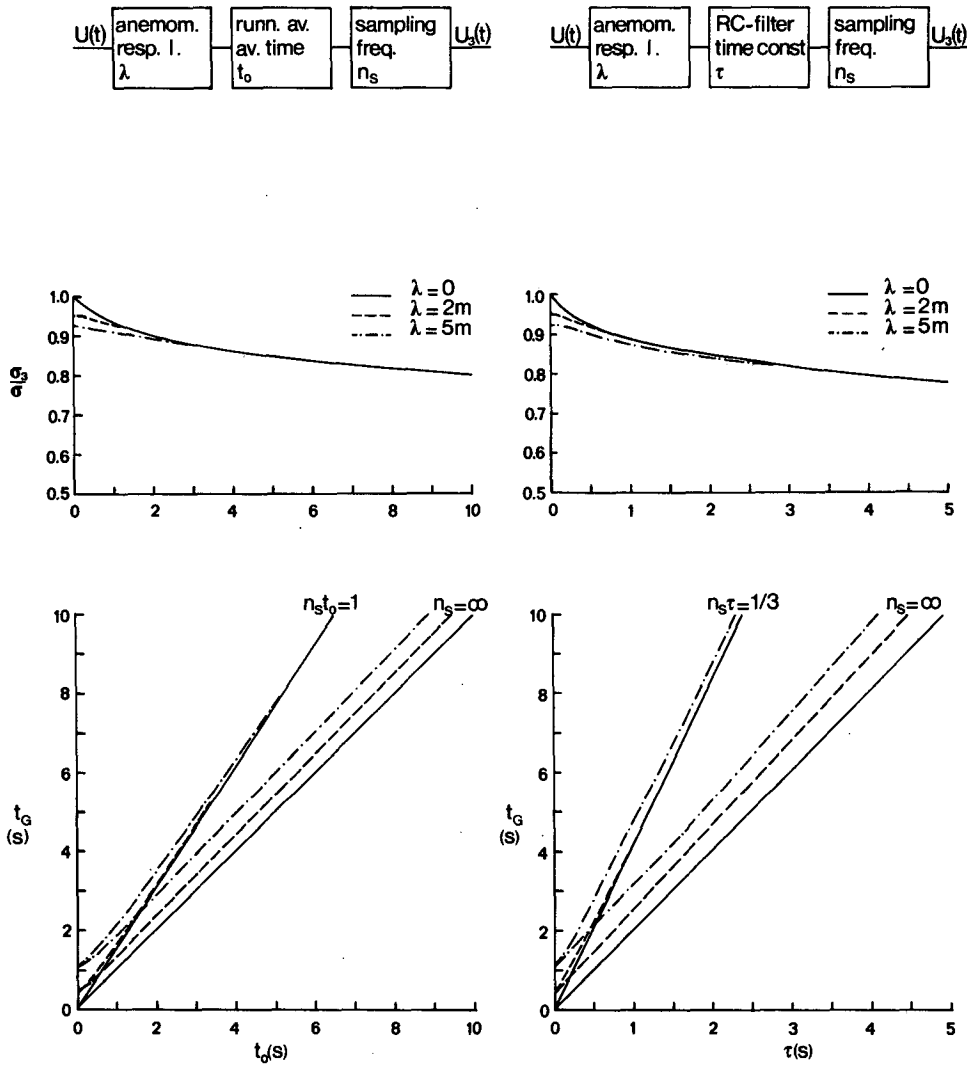 U(t)
anemom.
resp. l.
λ
runn. av.
av. time
t₀
sampling
freq.
nₛ
U₃(t)
U(t)
anemom.
resp. l.
λ
RC-filter
time const
τ
sampling
freq.
nₛ
U₃(t)
1.0
0.9
0.8
0.7
0.6
0.5
σ₃/σ
λ = 0
λ = 2m
λ = 5m
0 2 4 6 8 10
1.0
0.9
0.8
0.7
0.6
0.5
λ = 0
λ = 2m
λ = 5m
0 1 2 3 4 5
nₛt₀=1
nₛ=∞
10
8
6
4
2
0
t_G
(s)
0 2 4 6 8 10
t₀(s)
nₛτ=1/3
nₛ=∞
10
8
6
4
2
0
t_G
(s)
0 1 2 3 4 5
τ(s)